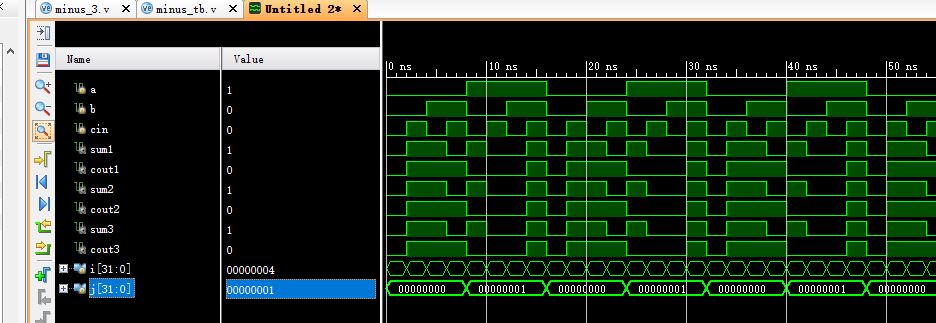 minus_3.v minus_tb.v Untitled 2*
Name Value
0 ns 10 ns 20 ns 30 ns 40 ns 50 ns
a 1
b 0
cin 0
sum1 1
cout1 0
sum2 1
cout2 0
sum3 1
cout3 0
i[31:0] 00000004
j[31:0] 00000001 00000000 00000001 00000000 00000001 00000000 00000001 00000000